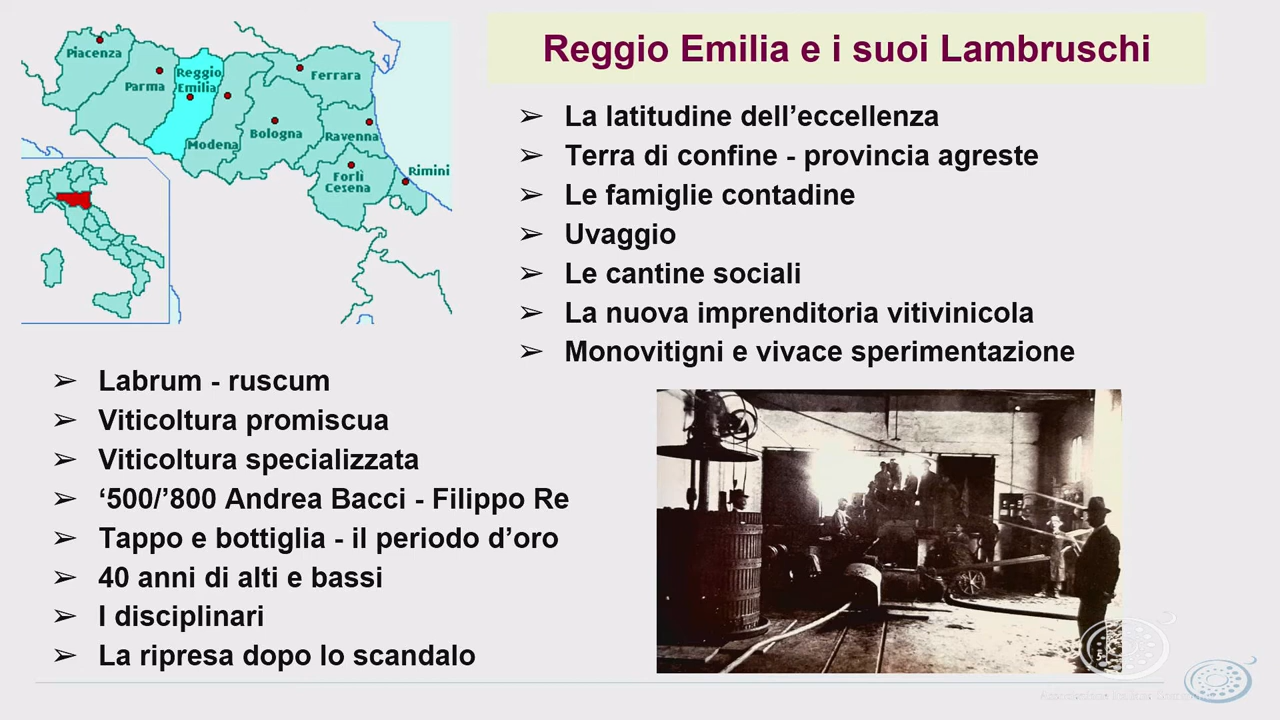 Reggio Emilia e i suoi Lambruschi
Piacenza
Parma
Reggio
Emilia
Modena
Bologna
Ferrara
Ravenna
Forlì
Cesena
Rimini
➢ La latitudine dell’eccellenza
➢ Terra di confine - provincia agreste
➢ Le famiglie contadine
➢ Uvaggio
➢ Le cantine sociali
➢ La nuova imprenditoria vitivinicola
➢ Monovitigni e vivace sperimentazione
➢ Labrum - ruscum
➢ Viticoltura promiscua
➢ Viticoltura specializzata
➢ ‘500/’800 Andrea Bacci - Filippo Re
➢ Tappo e bottiglia - il periodo d’oro
➢ 40 anni di alti e bassi
➢ I disciplinari
➢ La ripresa dopo lo scandalo